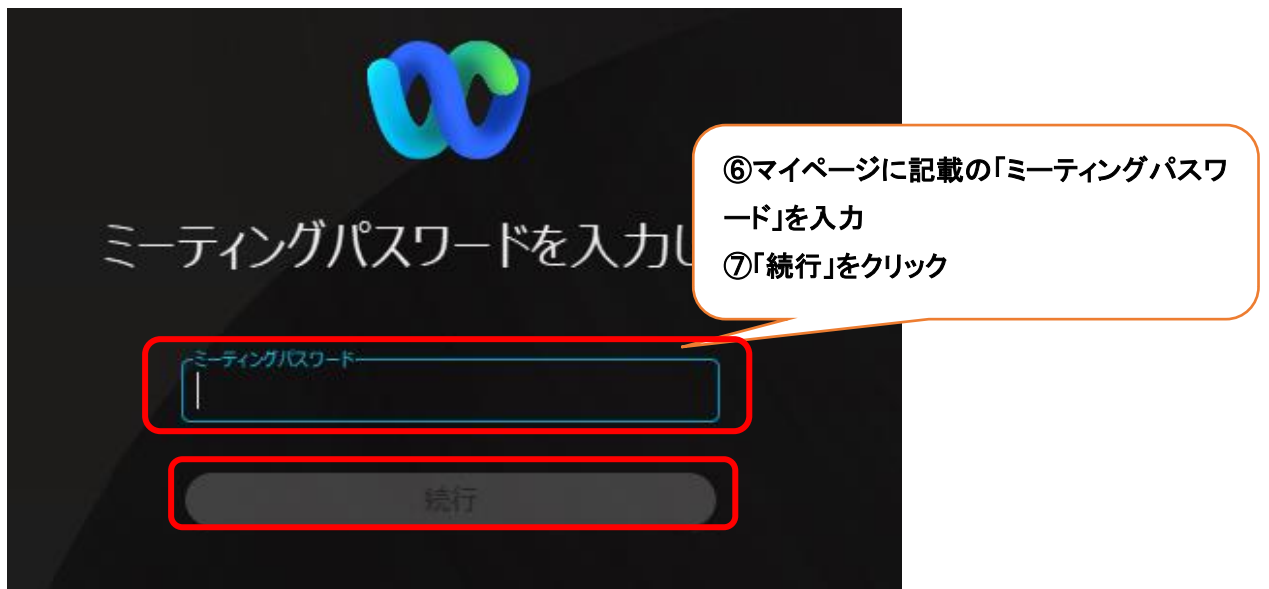 ⑥マイページに記載の「ミーティングパスワ
ード」を入力
⑦「続行」をクリック
ミーティングパスワードを入力し
ミーティングパスワード
続行